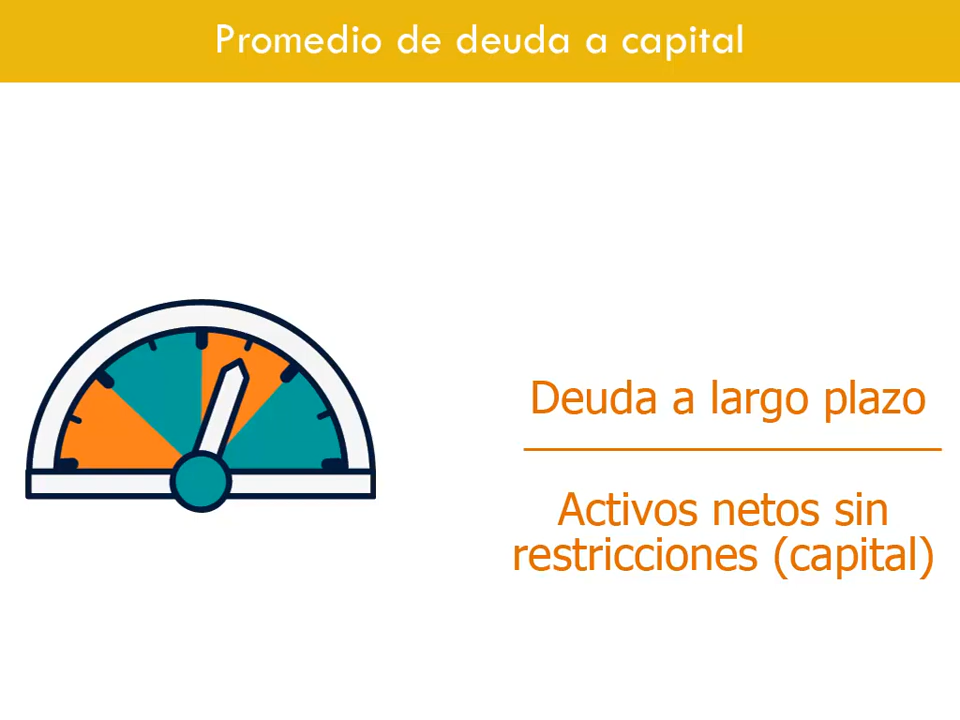 Promedio de deuda a capital
Deuda a largo plazo
Activos netos sin
restricciones (capital)